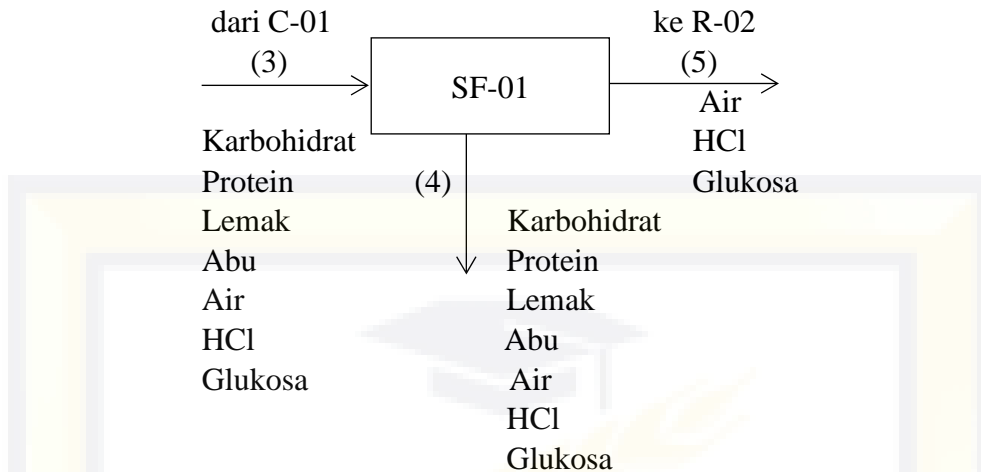 dari C-01
(3)
Karbohidrat
Protein
Lemak
Abu
Air
HCl
Glukosa
SF-01
(4)
Karbohidrat
Protein
Lemak
Abu
Air
HCl
Glukosa
ke R-02
(5)
Air
HCl
Glukosa